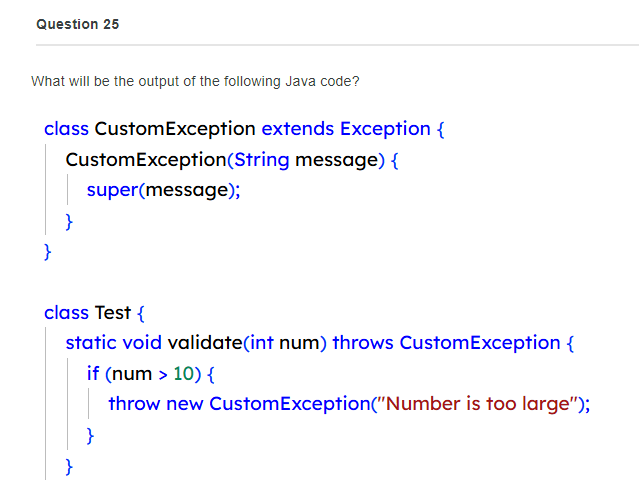 Question 25
What will be the output of the following Java code?
class CustomException extends Exception {
CustomException(String message) {
super(message);
}
}
class Test {
static void validate(int num) throws CustomException {
if (num > 10) {
throw new CustomException("Number is too large");
}
}